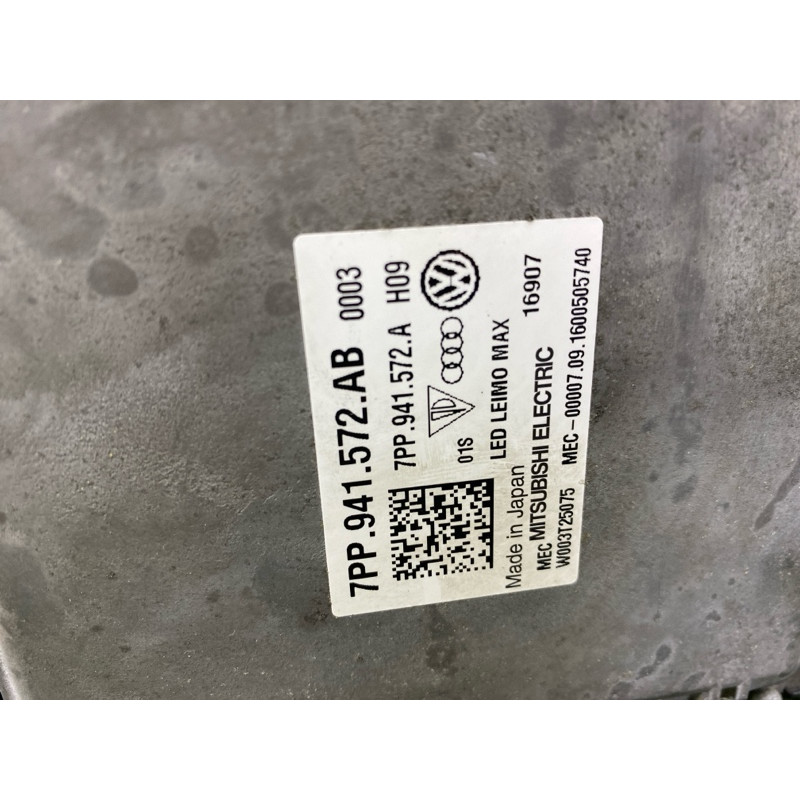 7PP.941.572.AB 0003
7PP.941.572.A H09
01S
LED LEIMO MAX
Made in Japan 16907
MEC MITSUBISHI ELECTRIC
W003T25075 MEC-00007.09.1600505740